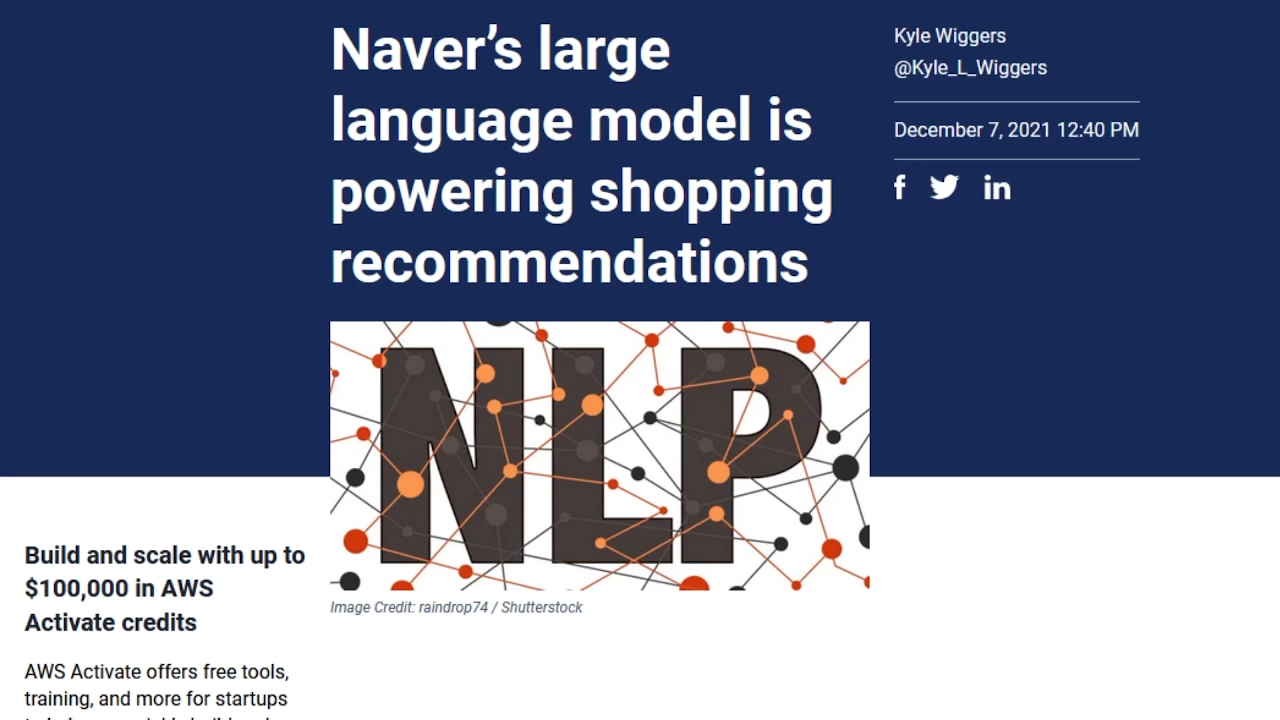 Naver’s large
language model is
powering shopping
recommendations
Kyle Wiggers
@Kyle_L_Wiggers
December 7, 2021 12:40 PM
NLP
Image Credit: raindrop74 / Shutterstock
Build and scale with up to
$100,000 in AWS
Activate credits
AWS Activate offers free tools,
training, and more for startups